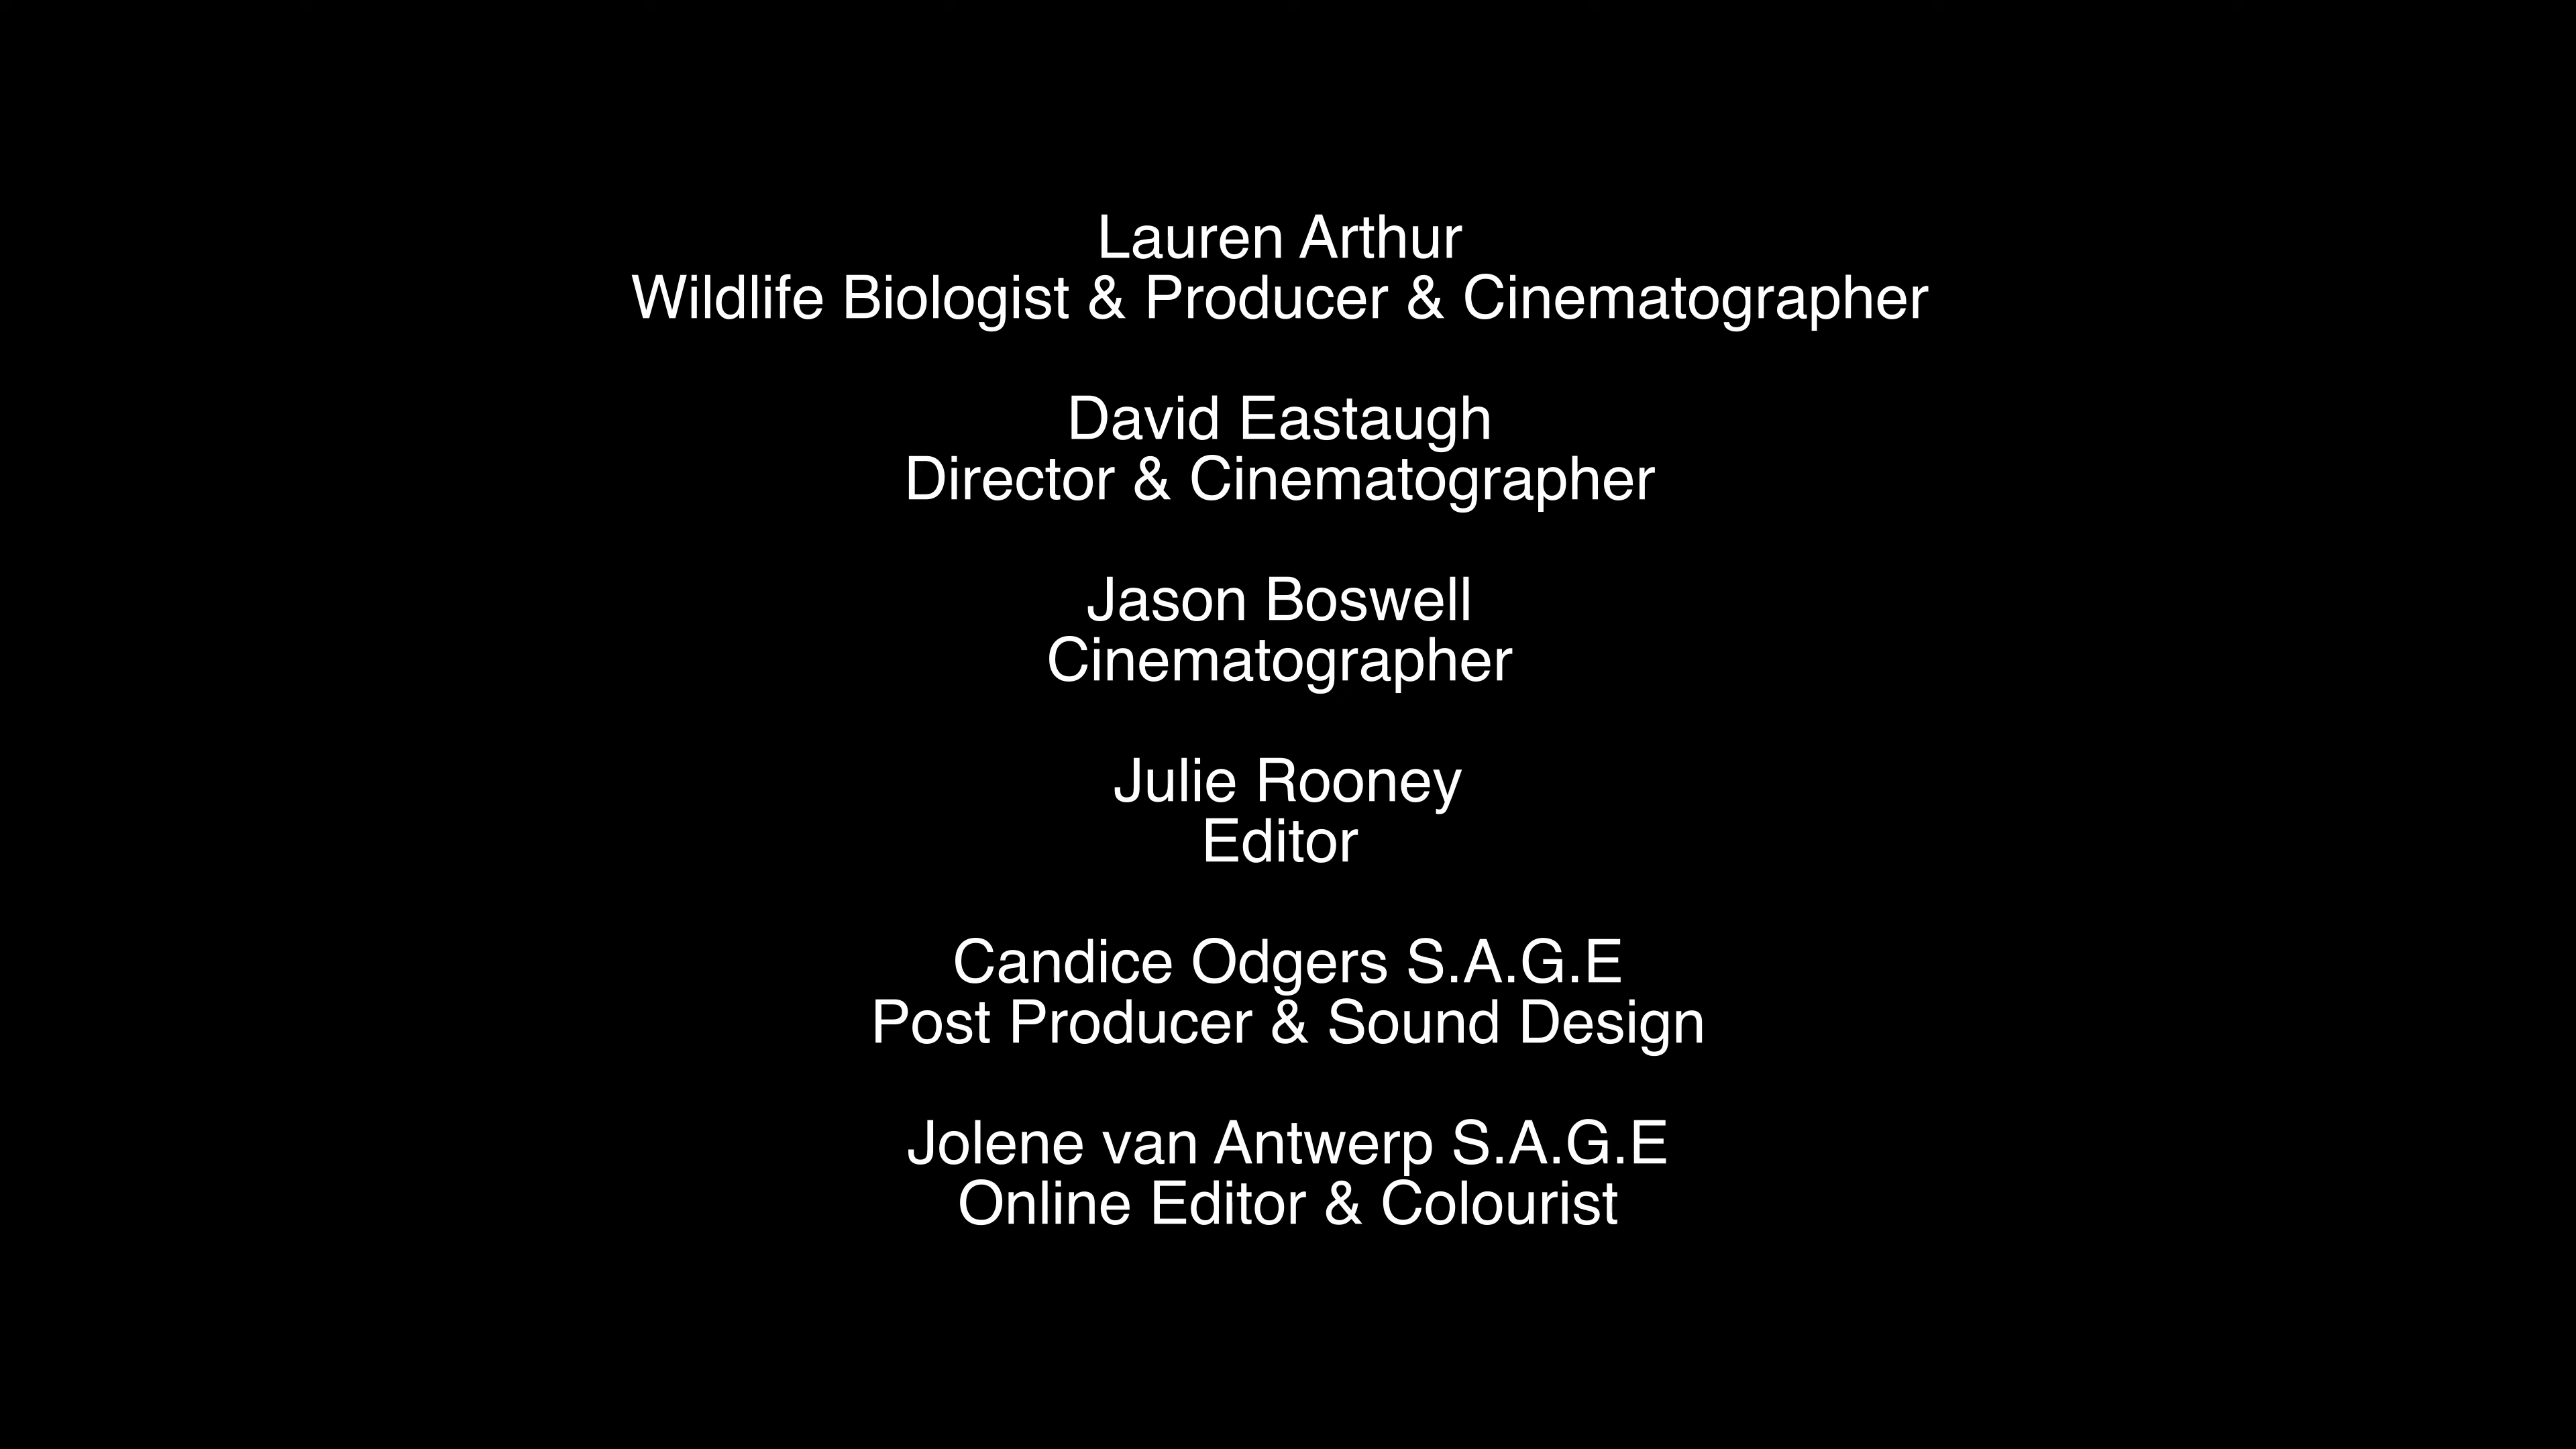 Lauren Arthur
Wildlife Biologist & Producer & Cinematographer
David Eastaugh
Director & Cinematographer
Jason Boswell
Cinematographer
Julie Rooney
Editor
Candice Odgers S.A.G.E
Post Producer & Sound Design
Jolene van Antwerp S.A.G.E
Online Editor & Colourist